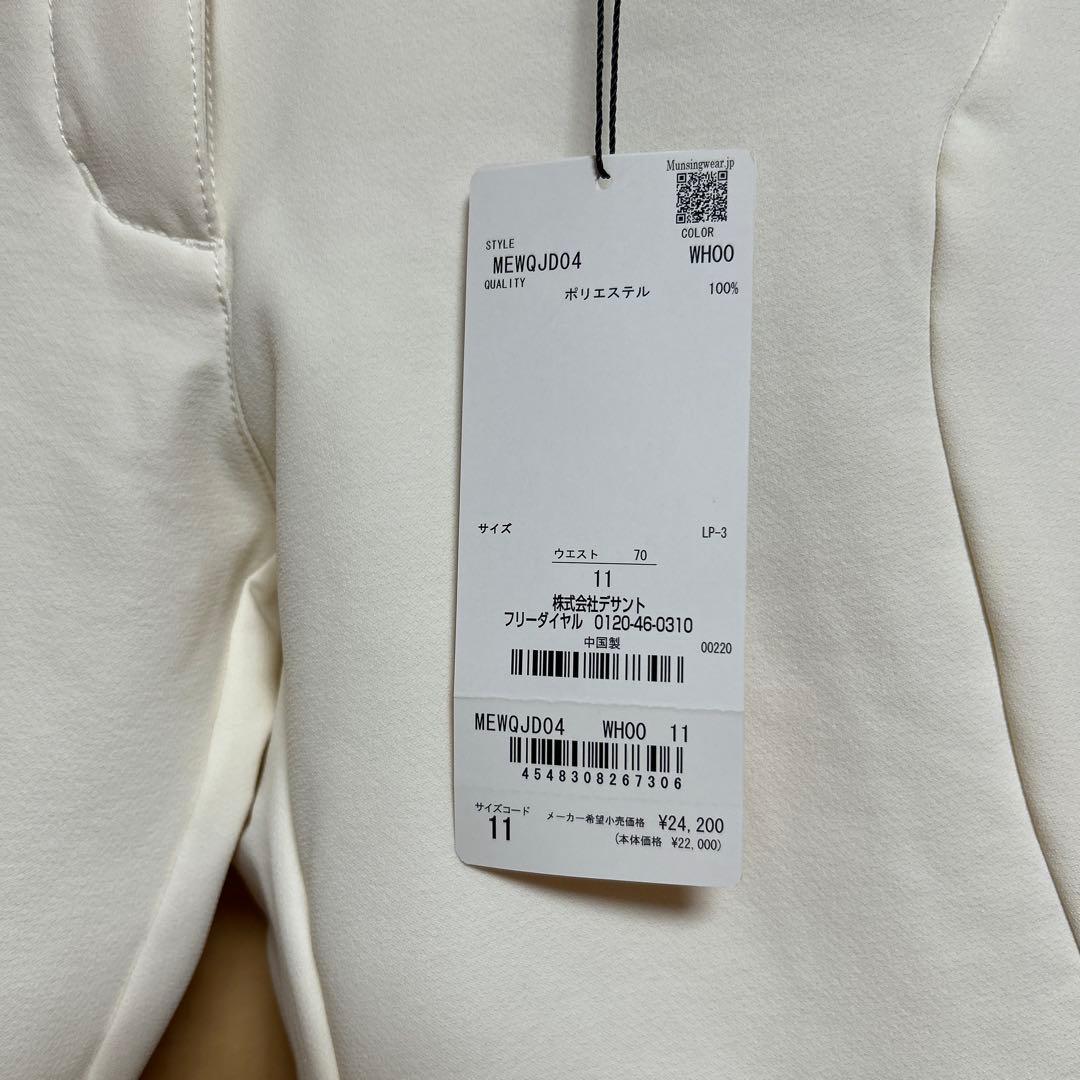 Munsingwear.jp
COLOR
STYLE
MEWQJD04 WH00
QUALITY
ポリエステル 100%
サイズ LP-3
ウエスト 70
11
株式会社デサント
フリーダイヤル 0120-46-0310
中国製 00220
MEWQJD04 WH00 11
4548308267306
サイズコード
11
メーカー希望小売価格 ¥24,200
(本体価格 ¥22,000)